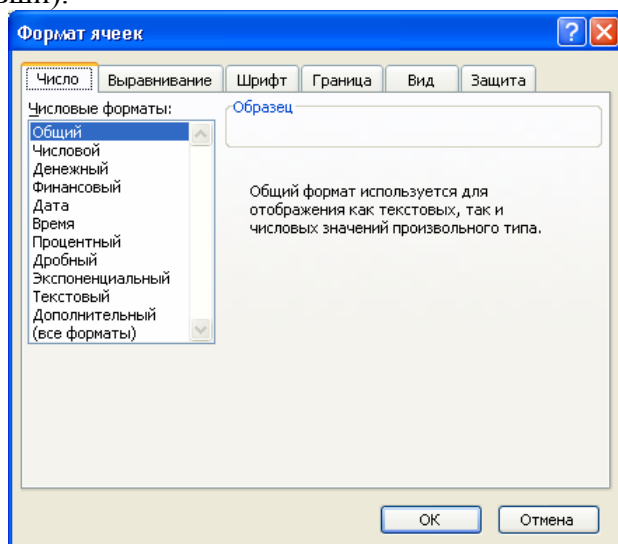 Формат ячеек
Число Выравнивание Шрифт Граница Вид Защита
Числовые форматы:
Образец
Общий
Числовой
Денежный
Финансовый
Дата
Время
Процентный
Дробный
Экспоненциальный
Текстовый
Дополнительный
(все форматы)
Общий формат используется для
отображения как текстовых, так и
числовых значений произвольного типа.
ОК Отмена